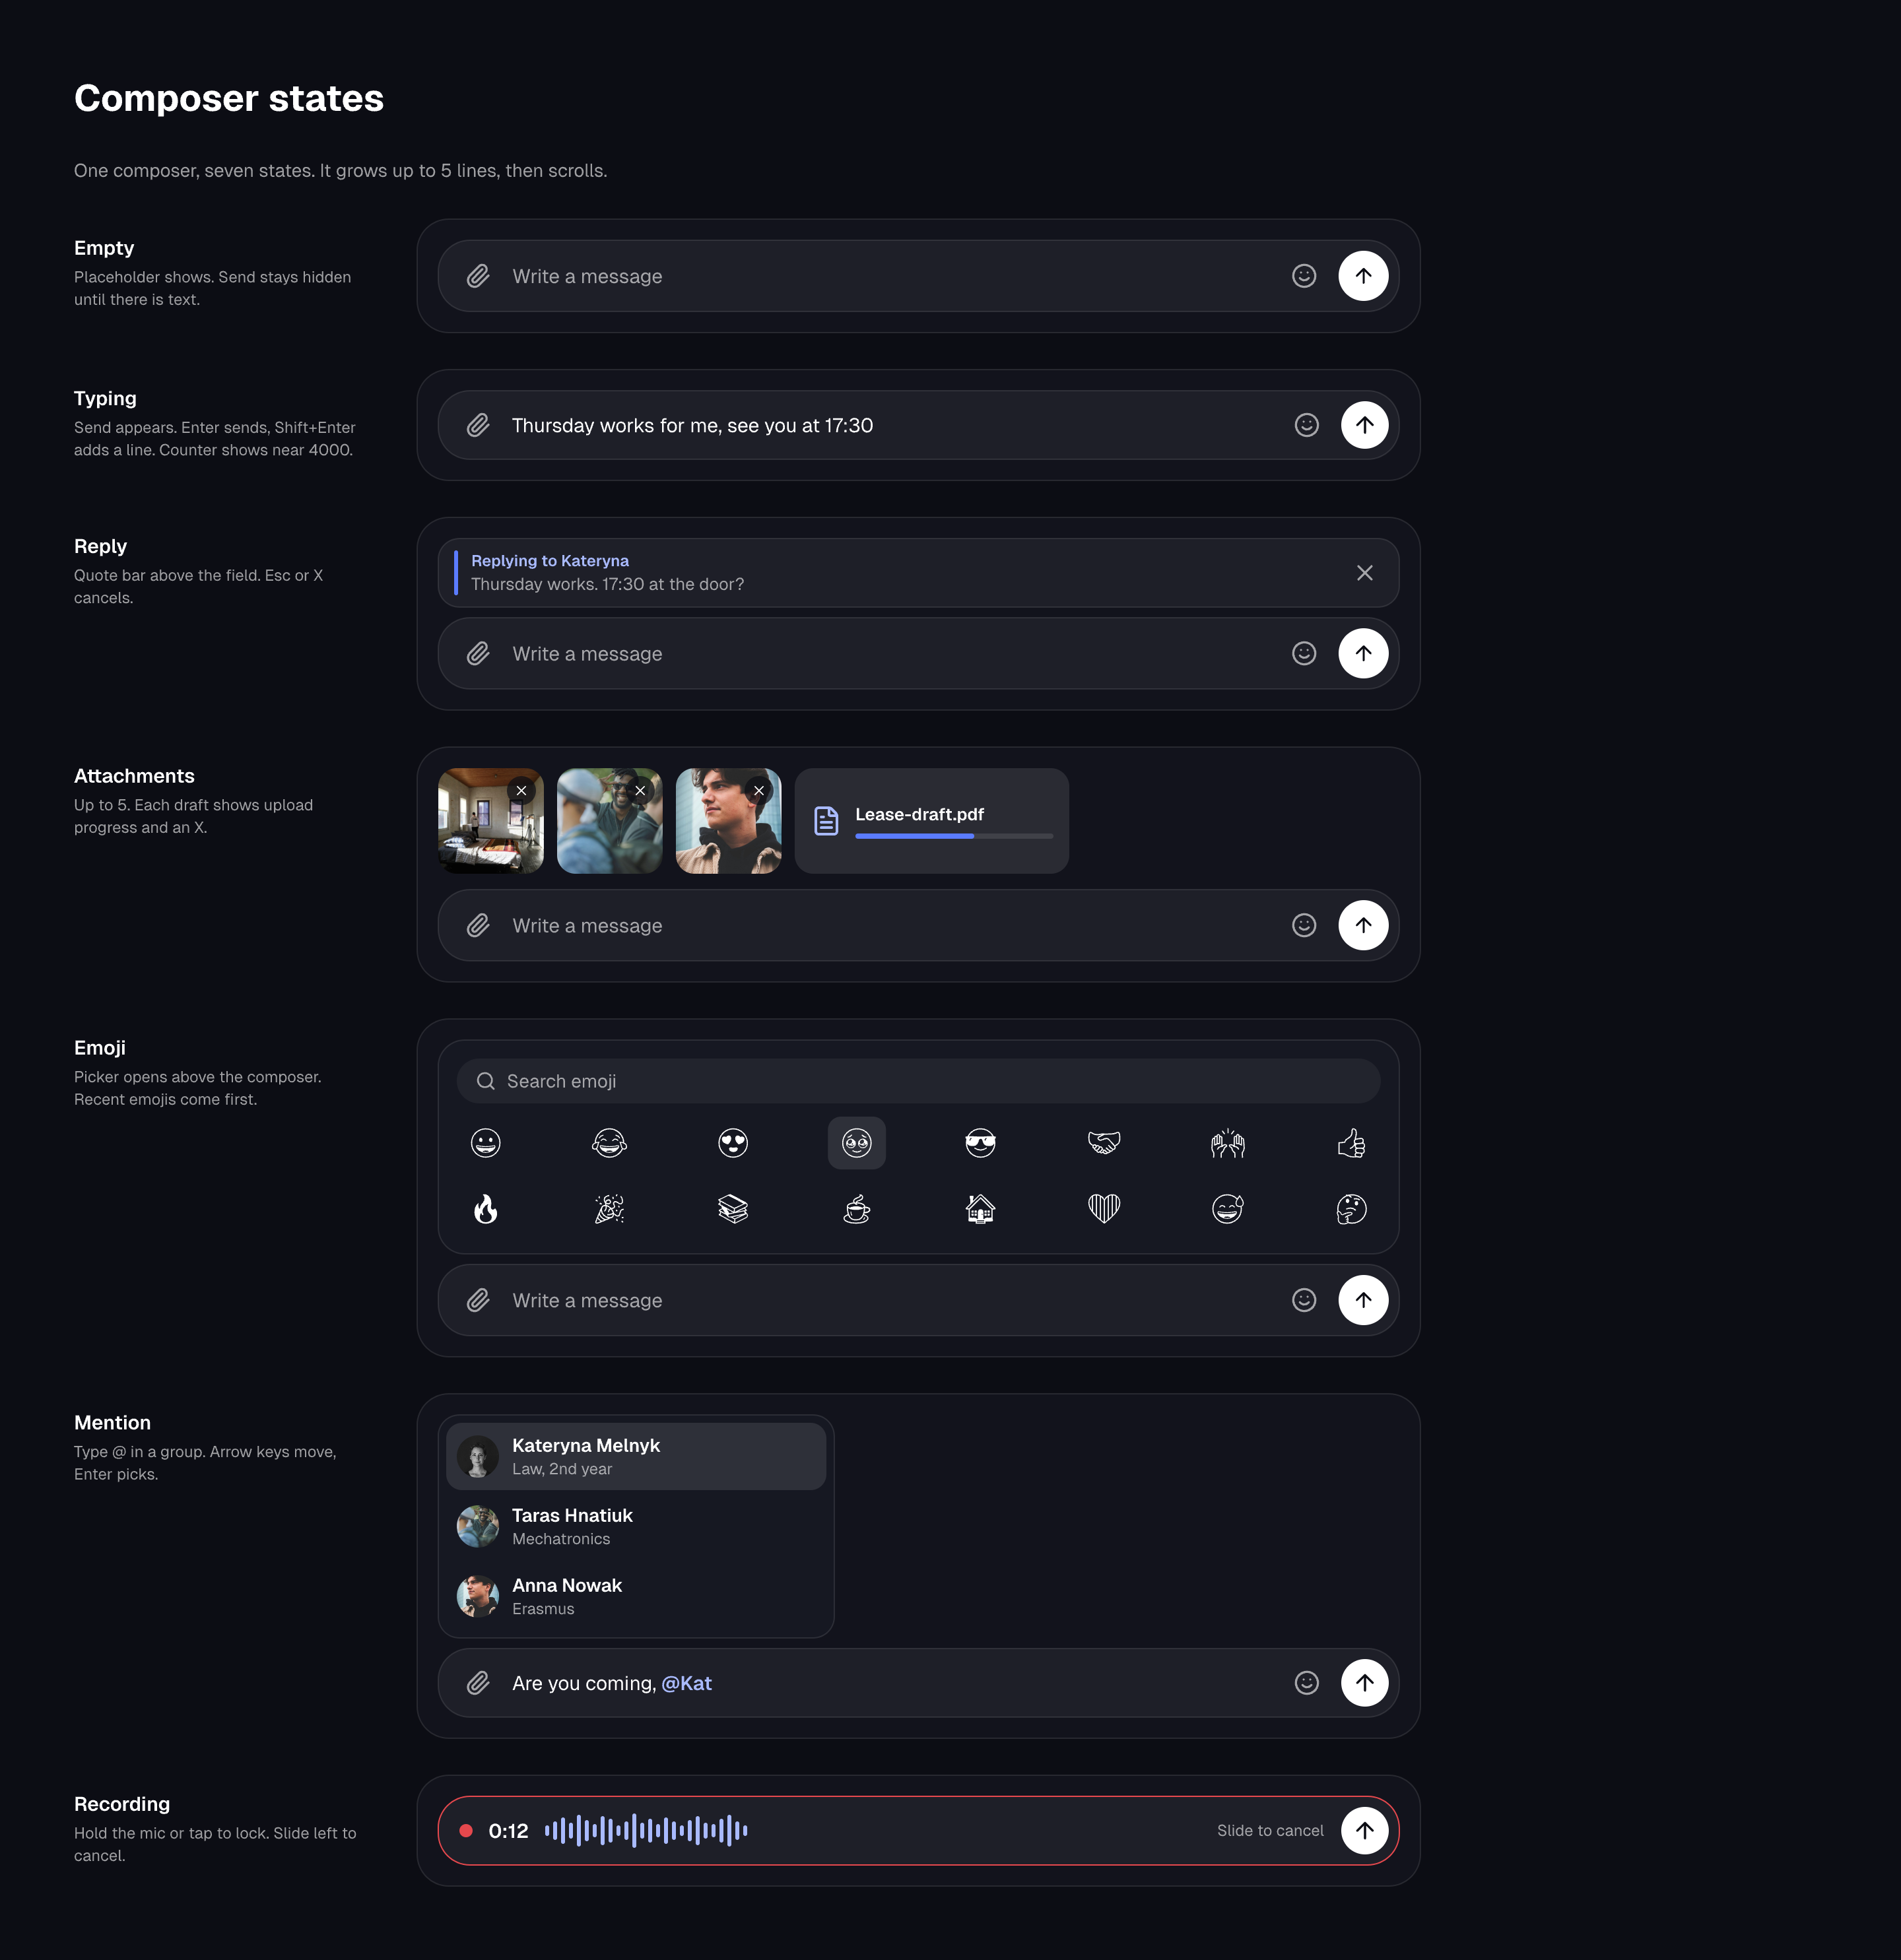 Composer states
One composer, seven states. It grows up to 5 lines, then scrolls.
Empty
Placeholder shows. Send stays hidden
until there is text.
Write a message
Typing
Send appears. Enter sends, Shift+Enter
adds a line. Counter shows near 4000.
Thursday works for me, see you at 17:30
Reply
Quote bar above the field. Esc or X
cancels.
Replying to Kateryna
Thursday works. 17:30 at the door?
Write a message
Attachments
Up to 5. Each draft shows upload
progress and an X.
Lease-draft.pdf
Write a message
Emoji
Picker opens above the composer.
Recent emojis come first.
Search emoji
Write a message
Mention
Type @ in a group. Arrow keys move,
Enter picks.
Kateryna Melnyk
Law, 2nd year
Taras Hnatiuk
Mechatronics
Anna Nowak
Erasmus
Are you coming, @Kat
Recording
Hold the mic or tap to lock. Slide left to
cancel.
0:12
Slide to cancel